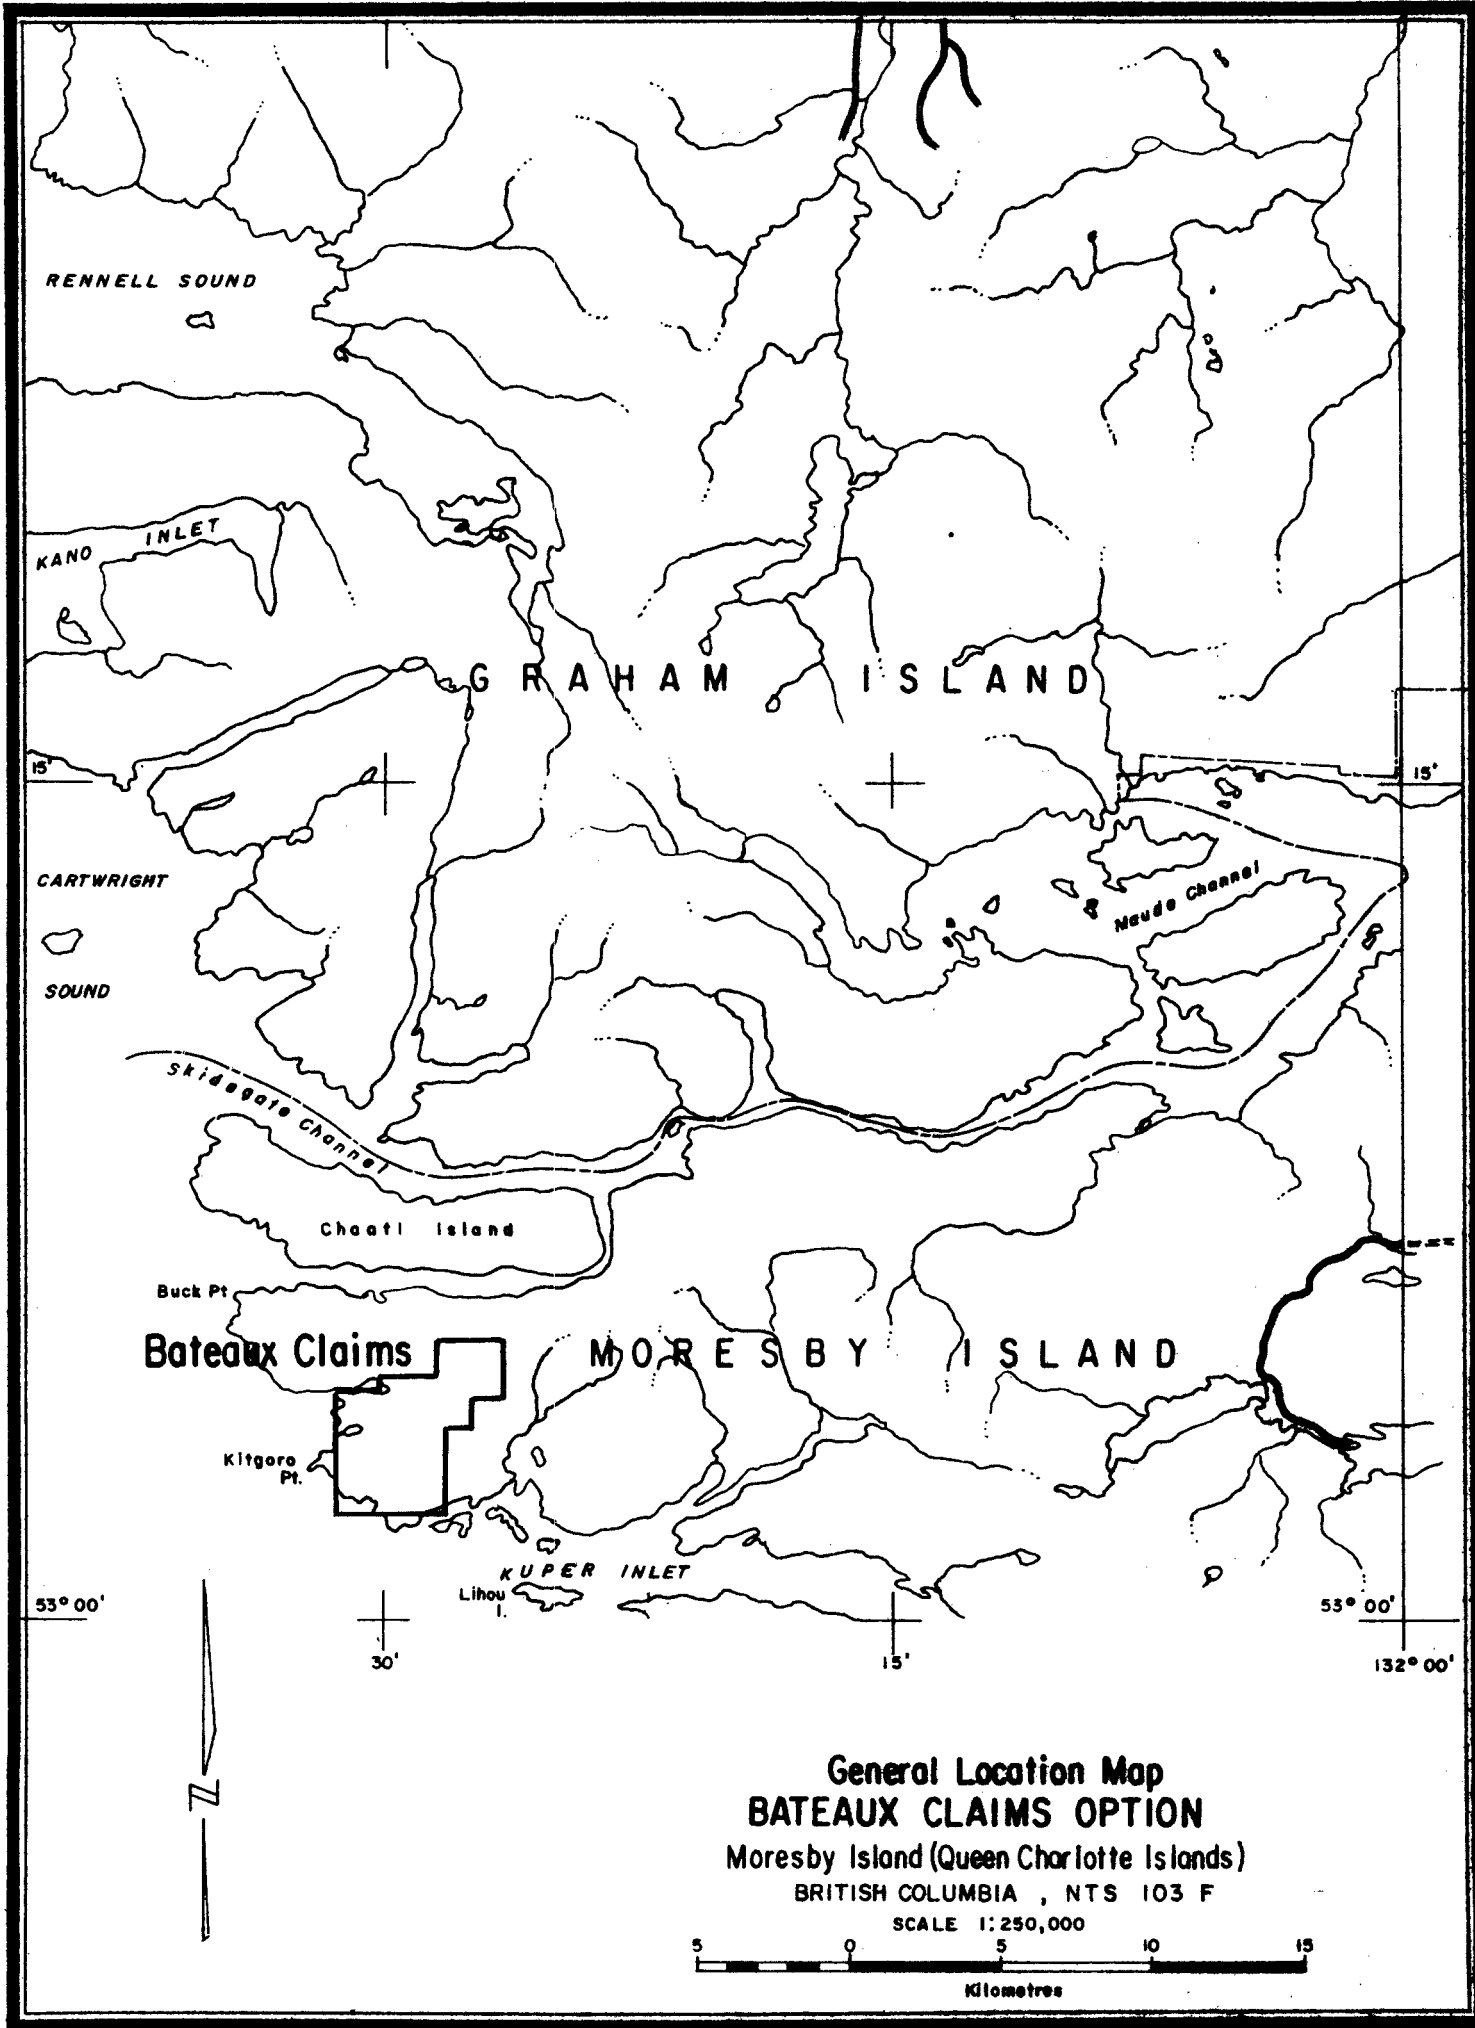 RENNELL SOUND
KANO INLET
GRAHAM ISLAND
15'
15'
CARTWRIGHT
SOUND
Maude Channel
Skidegate Channel
Chaatl Island
Buck Pt
Bateaux Claims
MORESBY ISLAND
Kitgoro
Pt.
KUPER INLET
Lihou
I.
53° 00'
53° 00'
30'
15'
132° 00'
N
General Location Map
BATEAUX CLAIMS OPTION
Moresby Island (Queen Charlotte Islands)
BRITISH COLUMBIA , NTS 103 F
SCALE 1:250,000
5 0 5 10 15
Kilometres